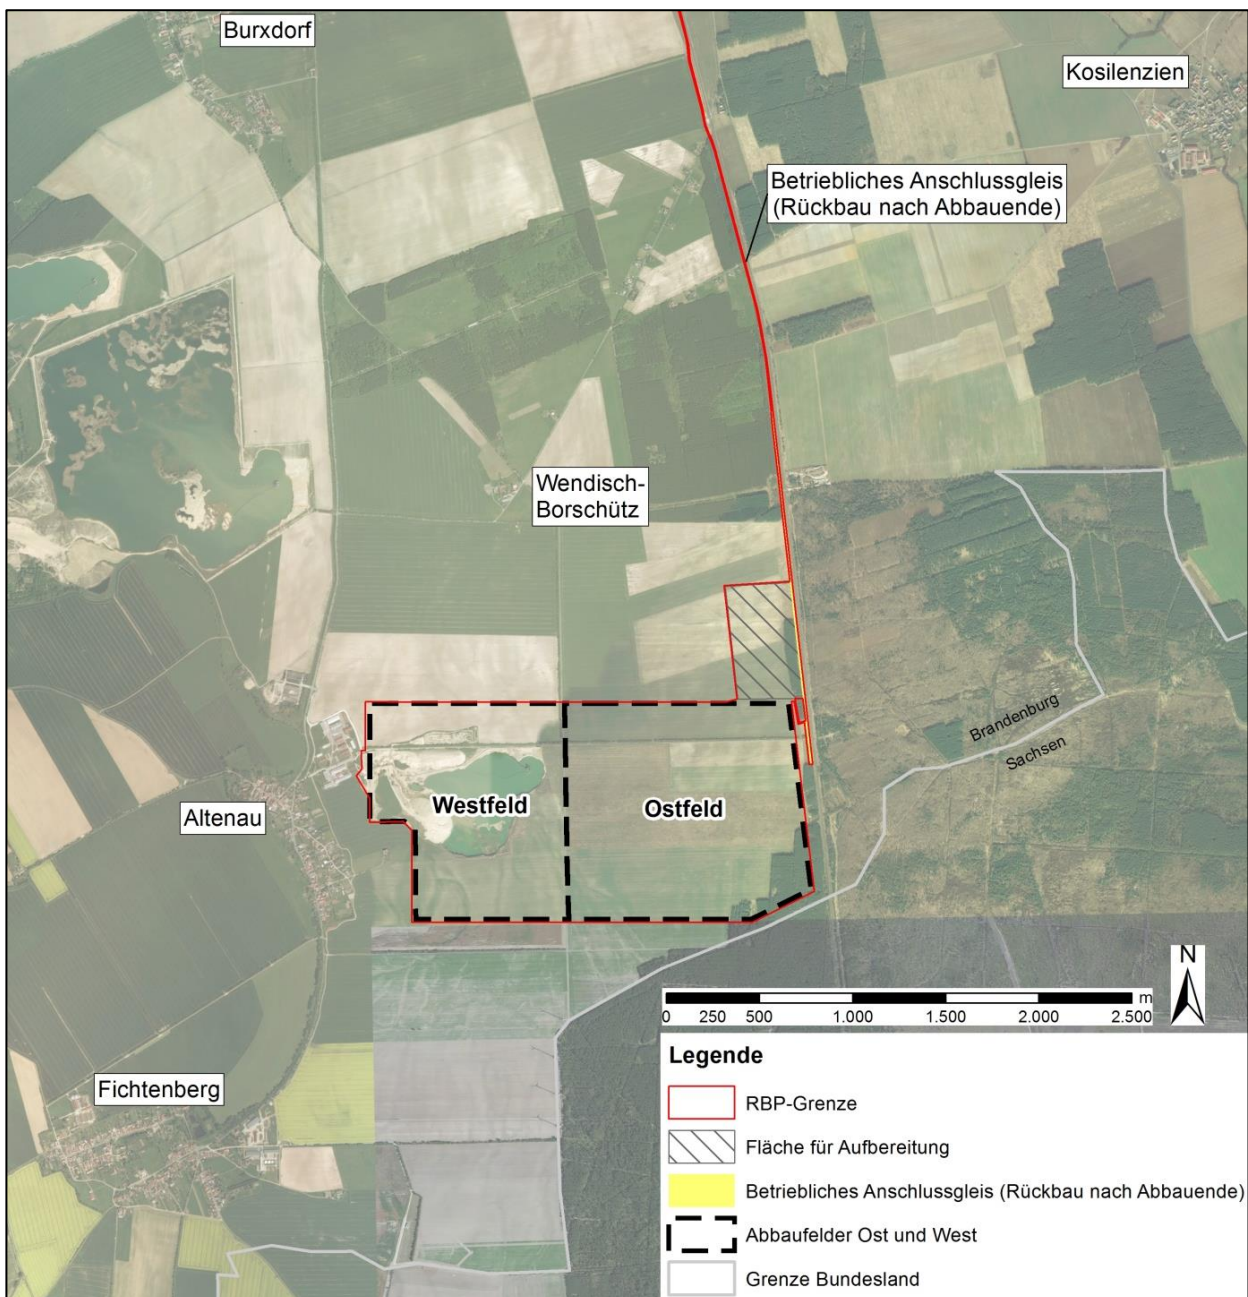 Burxdorf
Kosilenzien
Betriebliches Anschlussgleis
(Rückbau nach Abbauende)
Wendisch-
Borschütz
Brandenburg
Sachsen
Altenau
Westfeld
Ostfeld
N
m
0 250 500 1.000 1.500 2.000 2.500
Fichtenberg
Legende
RBP-Grenze
Fläche für Aufbereitung
Betriebliches Anschlussgleis (Rückbau nach Abbauende)
Abbaufelder Ost und West
Grenze Bundesland